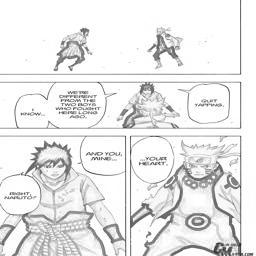 QUIT
YAPPING.
WE'RE
DIFFERENT
FROM THE
TWO BOYS
WHO FOUGHT
HERE LONG
AGO.
I
KNOW...
...YOUR
HEART.
AND YOU,
MINE...
RIGHT,
NARUTO?